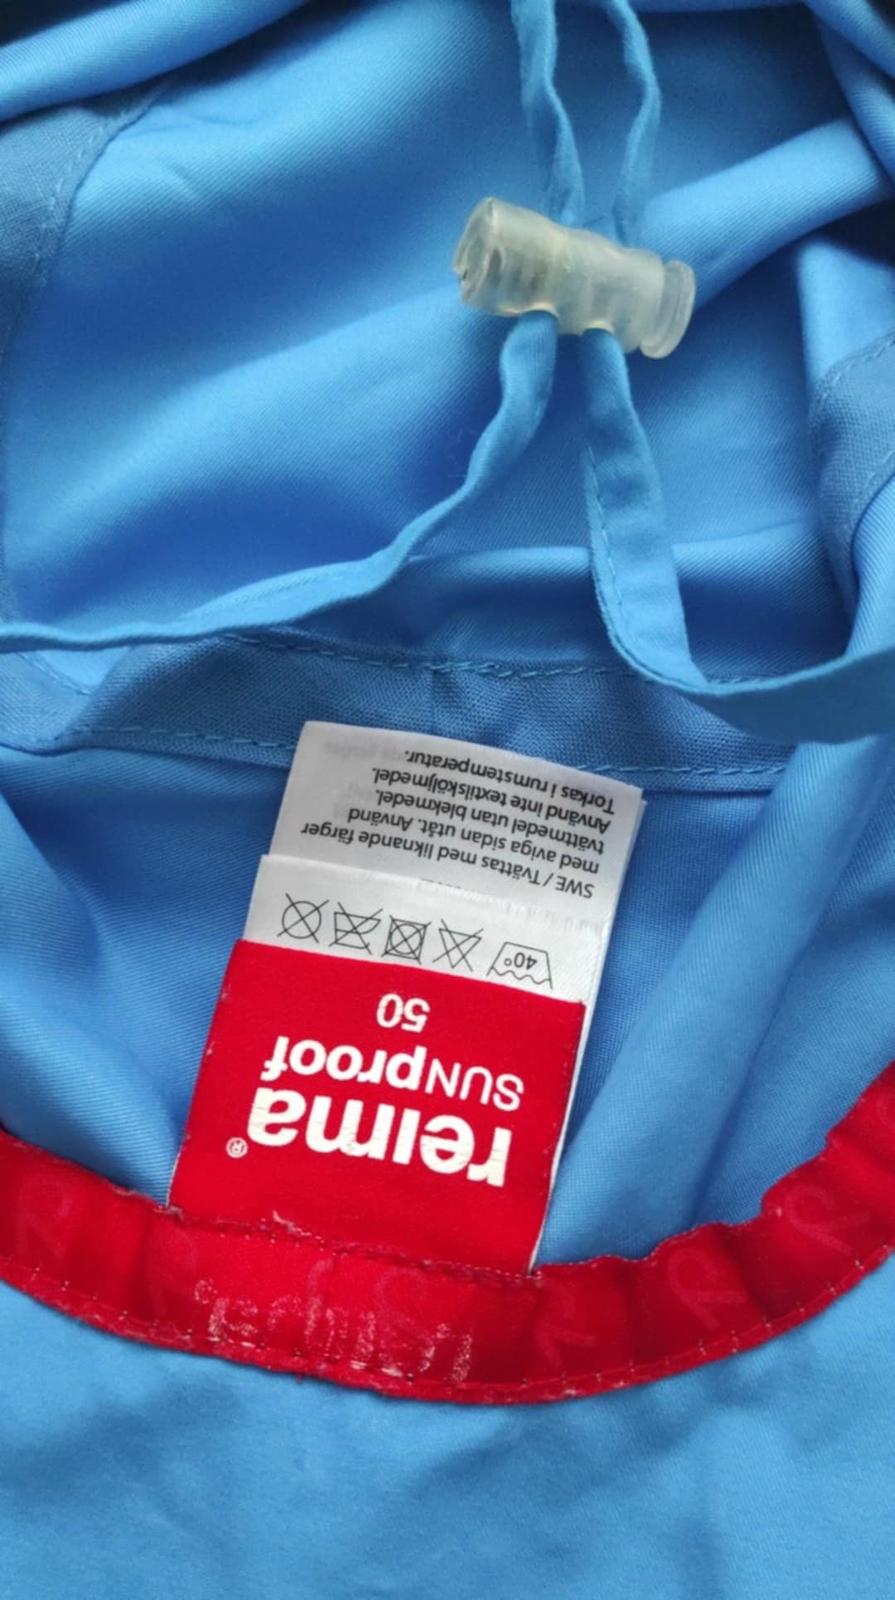 reima®
SUNproof
50
40°
SWE / Tvättas med liknande färger
med aviga sidan utåt. Använd
tvättmedel utan blekmedel.
Använd inte textilsköljmedel.
Torkas i rumstemperatur.